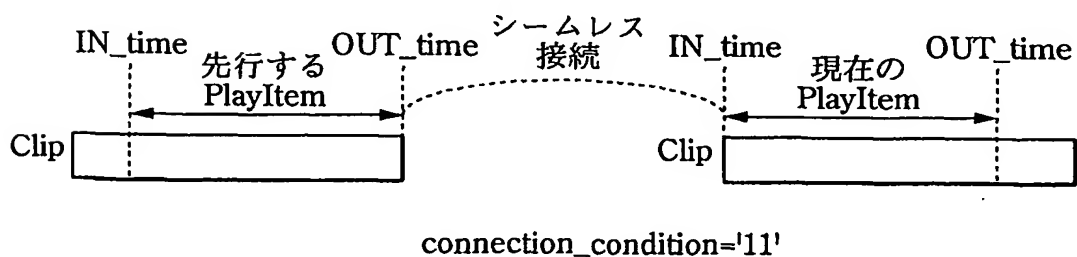 シームレス
接続
IN_time
OUT_time
IN_time
OUT_time
先行する
PlayItem
現在の
PlayItem
Clip
Clip
connection_condition='11'